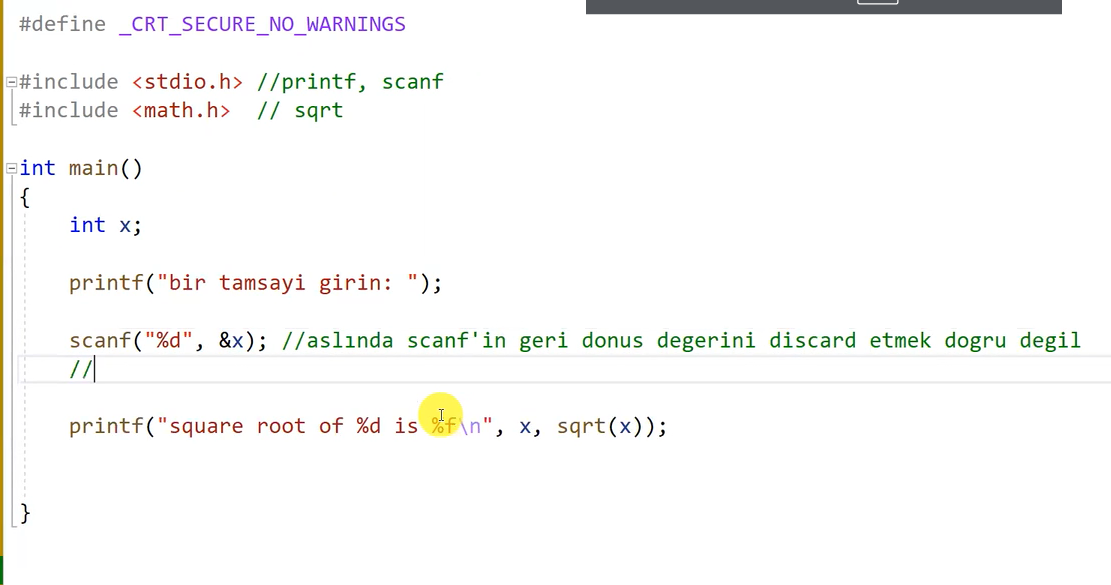 #define _CRT_SECURE_NO_WARNINGS
#include <stdio.h> //printf, scanf
#include <math.h>  // sqrt
int main()
{
    int x;
    printf("bir tamsayi girin: ");
    scanf("%d", &x); //aslında scanf'in geri donus degerini discard etmek dogru degil
    //
    printf("square root of %d is %f\n", x, sqrt(x));
}